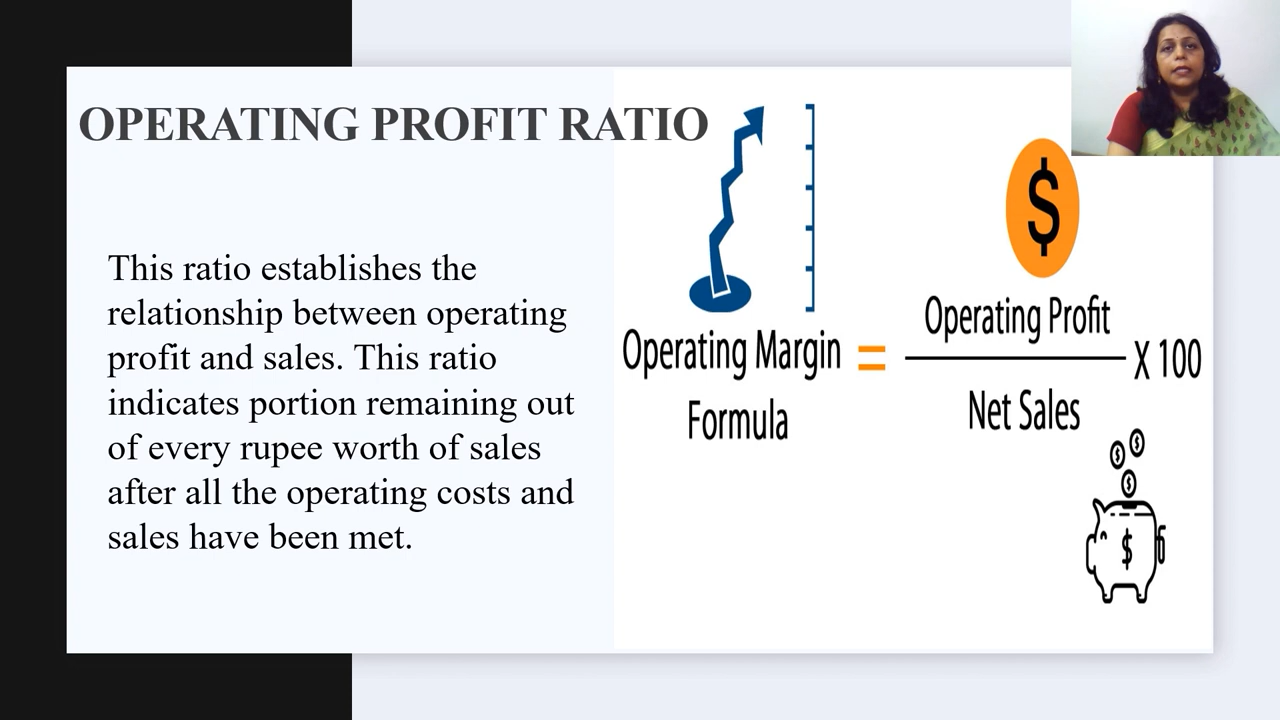 OPERATING PROFIT RATIO
This ratio establishes the
relationship between operating
profit and sales. This ratio
indicates portion remaining out
of every rupee worth of sales
after all the operating costs and
sales have been met.
$
Operating Margin
Formula
=
Operating Profit
Net Sales
X 100
$
$
$
$